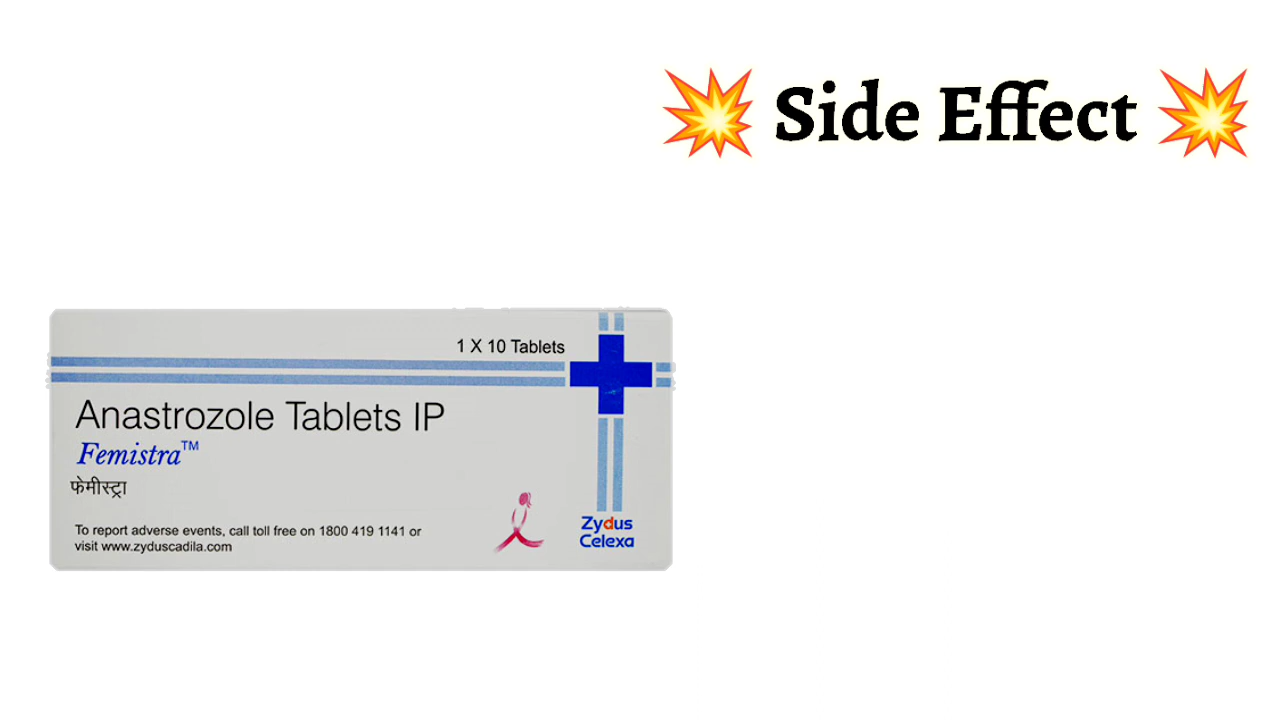 💥 Side Effect 💥
1 X 10 Tablets
Anastrozole Tablets IP
Femistra™
फेमीस्ट्रा
To report adverse events, call toll free on 1800 419 1141 or
visit www.zyduscadila.com
Zydus
Celexa